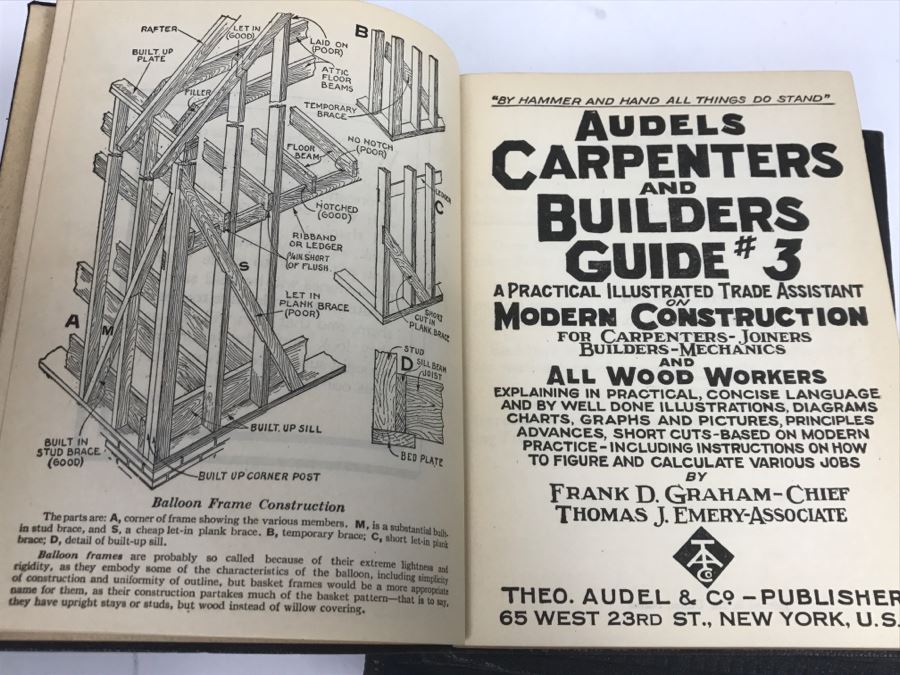 RAFTER
LET IN
(GOOD)
LAID ON
(POOR)
BUILT UP
PLATE
ATTIC
FLOOR
BEAMS
FILLER
B
TEMPORARY
BRACE
FLOOR
BEAM
NO NOTCH
(POOR)
NOTCHED
(GOOD)
LEDGER
C
RIBBAND
OR LEDGER
¼ IN SHORT
OF FLUSH
S
LET IN
PLANK BRACE
(POOR)
A
M
SHORT
CUT IN
PLANK BRACE
STUD
D
SILL BEAM
JOIST
BUILT IN
STUD BRACE
(GOOD)
BUILT UP SILL
BED PLATE
BUILT UP CORNER POST
Balloon Frame Construction
The parts are: A, corner of frame showing the various members. M, is a substantial built-
in stud brace, and S, a cheap let-in plank brace. B, temporary brace; C, short let-in plank
brace; D, detail of built-up sill.
Balloon frames are probably so called because of their extreme lightness and
rigidity, as they embody some of the characteristics of the balloon, including simplicity
of construction and uniformity of outline, but basket frames would be a more appropriate
name for them, as their construction partakes much of the basket pattern—that is to say,
they have upright stays or studs, but wood instead of willow covering.
"BY HAMMER AND HAND ALL THINGS DO STAND"
AUDELS
CARPENTERS
AND
BUILDERS
GUIDE #3
A PRACTICAL ILLUSTRATED TRADE ASSISTANT
ON
MODERN CONSTRUCTION
FOR CARPENTERS-JOINERS
BUILDERS-MECHANICS
AND
ALL WOOD WORKERS
EXPLAINING IN PRACTICAL, CONCISE LANGUAGE
AND BY WELL DONE ILLUSTRATIONS, DIAGRAMS
CHARTS, GRAPHS AND PICTURES, PRINCIPLES
ADVANCES, SHORT CUTS-BASED ON MODERN
PRACTICE-INCLUDING INSTRUCTIONS ON HOW
TO FIGURE AND CALCULATE VARIOUS JOBS
BY
FRANK D. GRAHAM-CHIEF
THOMAS J. EMERY-ASSOCIATE
TAACO
THEO. AUDEL & CO-PUBLISHER
65 WEST 23RD ST., NEW YORK, U.S.